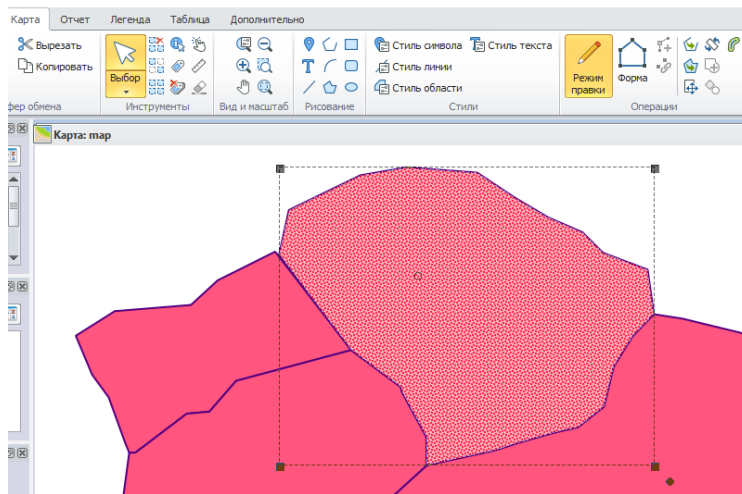 Карта Отчет Легенда Таблица Дополнительно
Вырезать
Копировать
Выбор
Стиль символа Стиль текста
Стиль линии
Стиль области
Режим правки
Форма
обмена Инструменты Вид и масштаб Рисование Стили Операции
Карта: map